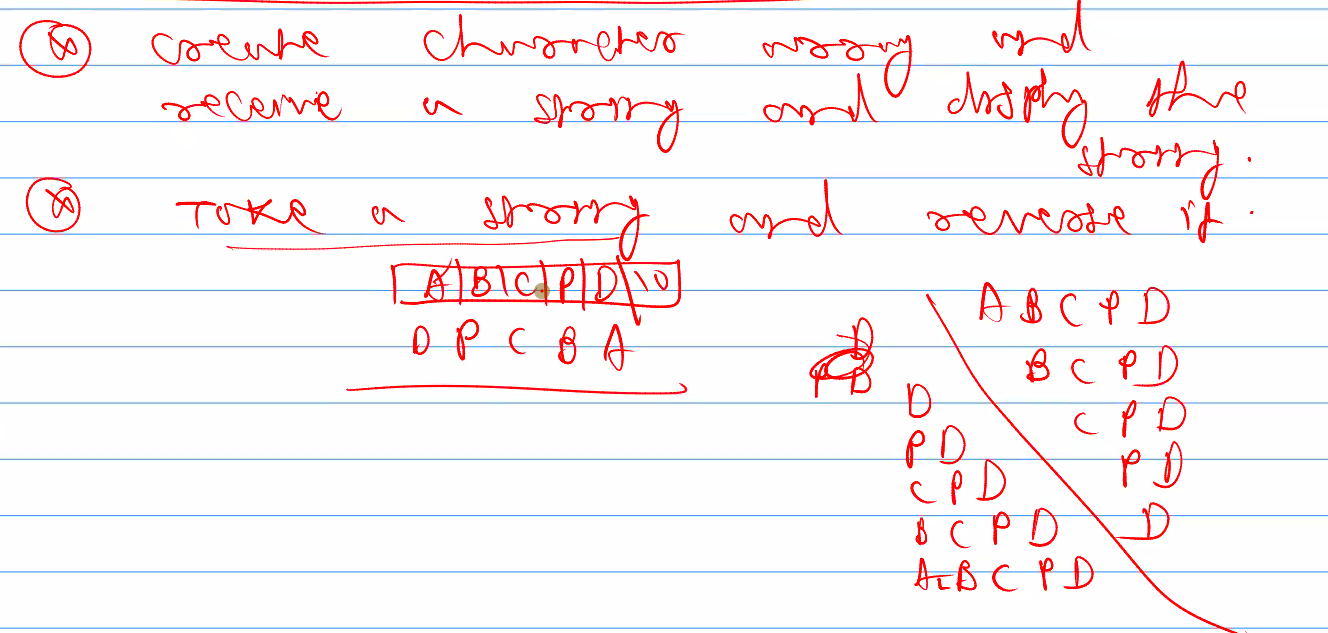 create character array and
receive a string and display the
string.
Take a string and reverse it.
A B C P D \0
D P C B A
A B C P D
B C P D
C P D
P D
D
D
P D
C P D
B C P D
A B C P D